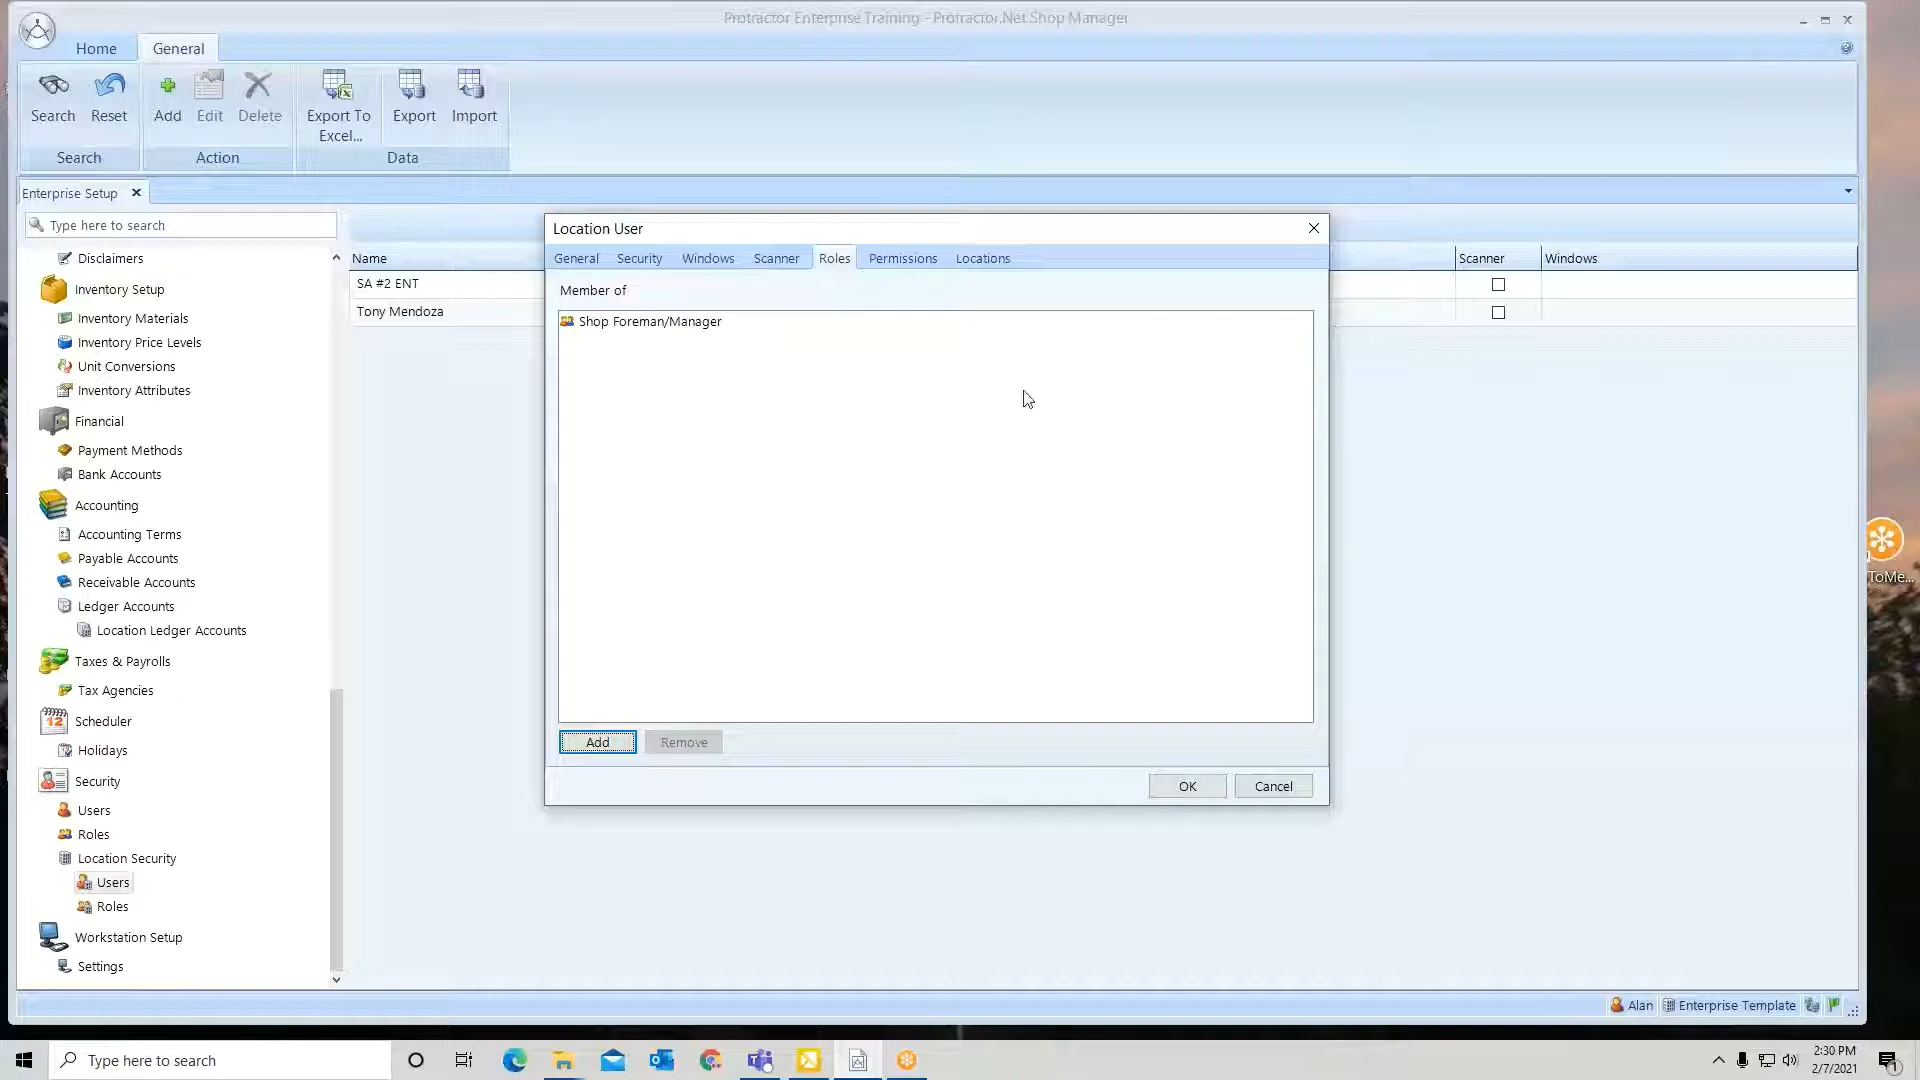 Protractor Enterprise Training - Protractor.Net Shop Manager
Home
General
Search
Reset
Add
Edit
Delete
Export To
Excel...
Export
Import
Search
Action
Data
Enterprise Setup
Type here to search
Disclaimers
Inventory Setup
Inventory Materials
Inventory Price Levels
Unit Conversions
Inventory Attributes
Financial
Payment Methods
Bank Accounts
Accounting
Accounting Terms
Payable Accounts
Receivable Accounts
Ledger Accounts
Location Ledger Accounts
Taxes & Payrolls
Tax Agencies
12
Scheduler
Holidays
Security
Users
Roles
Location Security
Users
Roles
Workstation Setup
Settings
Name
Scanner
Windows
SA #2 ENT
Tony Mendoza
Location User
General
Security
Windows
Scanner
Roles
Permissions
Locations
Member of
Shop Foreman/Manager
Add
Remove
OK
Cancel
ToMe...
Alan
Enterprise Template
Type here to search
2:30 PM
2/7/2021
1